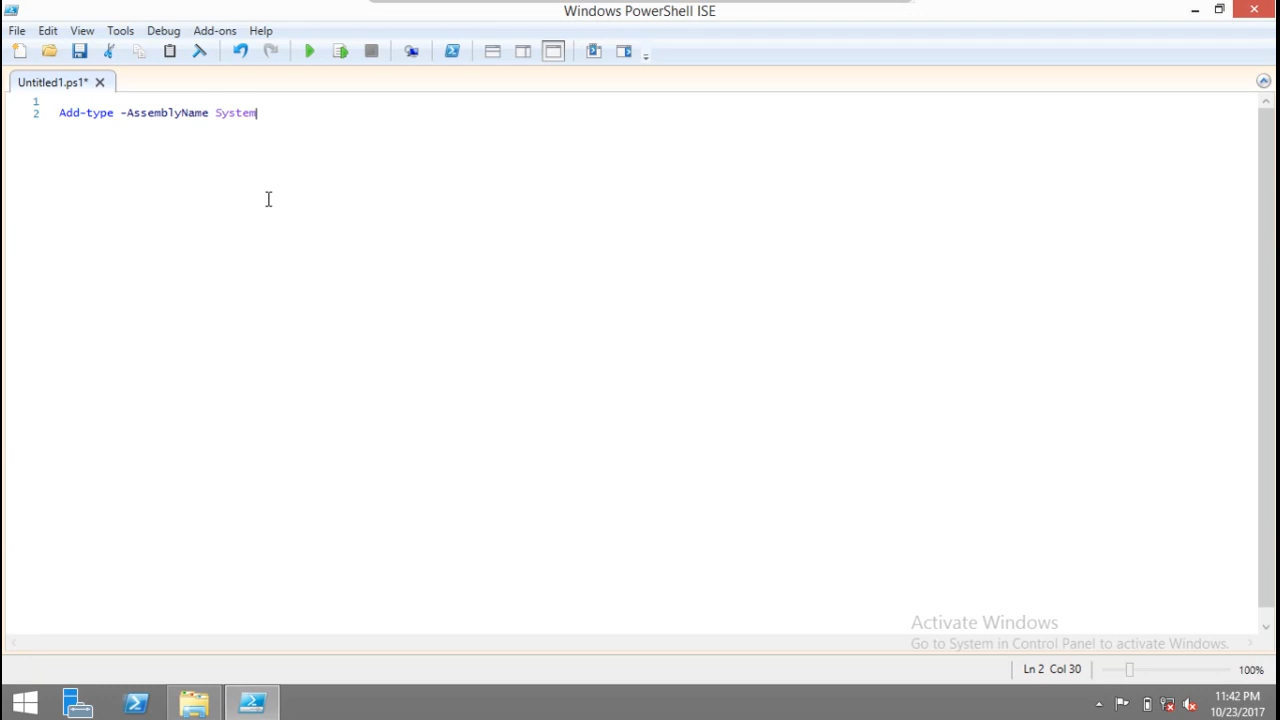 Windows PowerShell ISE
File Edit View Tools Debug Add-ons Help
Untitled1.ps1*
1
2 Add-type -AssemblyName System
Activate Windows
Go to System in Control Panel to activate Windows.
Ln 2 Col 30 100%
11:42 PM
10/23/2017